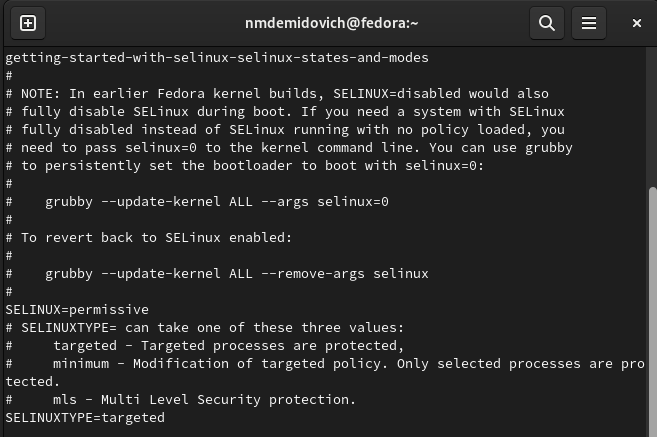 nmdemidovich@fedora:~
getting-started-with-selinux-selinux-states-and-modes
#
# NOTE: In earlier Fedora kernel builds, SELINUX=disabled would also
# fully disable SELinux during boot. If you need a system with SELinux
# fully disabled instead of SELinux running with no policy loaded, you
# need to pass selinux=0 to the kernel command line. You can use grubby
# to persistently set the bootloader to boot with selinux=0:
#
#    grubby --update-kernel ALL --args selinux=0
#
# To revert back to SELinux enabled:
#
#    grubby --update-kernel ALL --remove-args selinux
#
SELINUX=permissive
# SELINUXTYPE= can take one of these three values:
#     targeted - Targeted processes are protected,
#     minimum - Modification of targeted policy. Only selected processes are pro
tected.
#     mls - Multi Level Security protection.
SELINUXTYPE=targeted